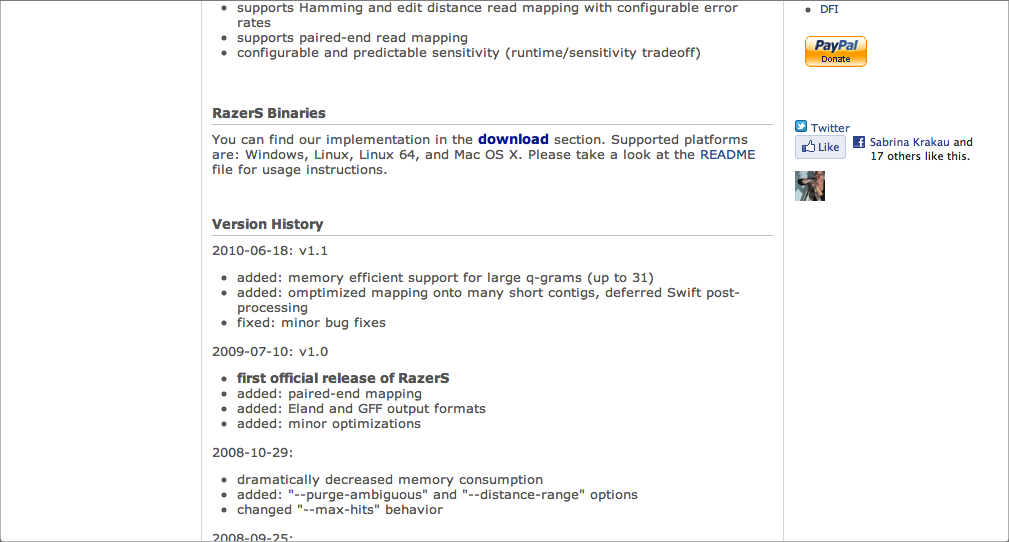 supports Hamming and edit distance read mapping with configurable error
rates
supports paired-end read mapping
configurable and predictable sensitivity (runtime/sensitivity tradeoff)
RazerS Binaries
You can find our implementation in the download section. Supported platforms
are: Windows, Linux, Linux 64, and Mac OS X. Please take a look at the README
file for usage instructions.
Version History
2010-06-18: v1.1
added: memory efficient support for large q-grams (up to 31)
added: omptimized mapping onto many short contigs, deferred Swift post-
processing
fixed: minor bug fixes
2009-07-10: v1.0
first official release of RazerS
added: paired-end mapping
added: Eland and GFF output formats
added: minor optimizations
2008-10-29:
dramatically decreased memory consumption
added: "--purge-ambiguous" and "--distance-range" options
changed "--max-hits" behavior
2008-09-25:
DFI
PayPal
Donate
Twitter
Like
Sabrina Krakau and
17 others like this.